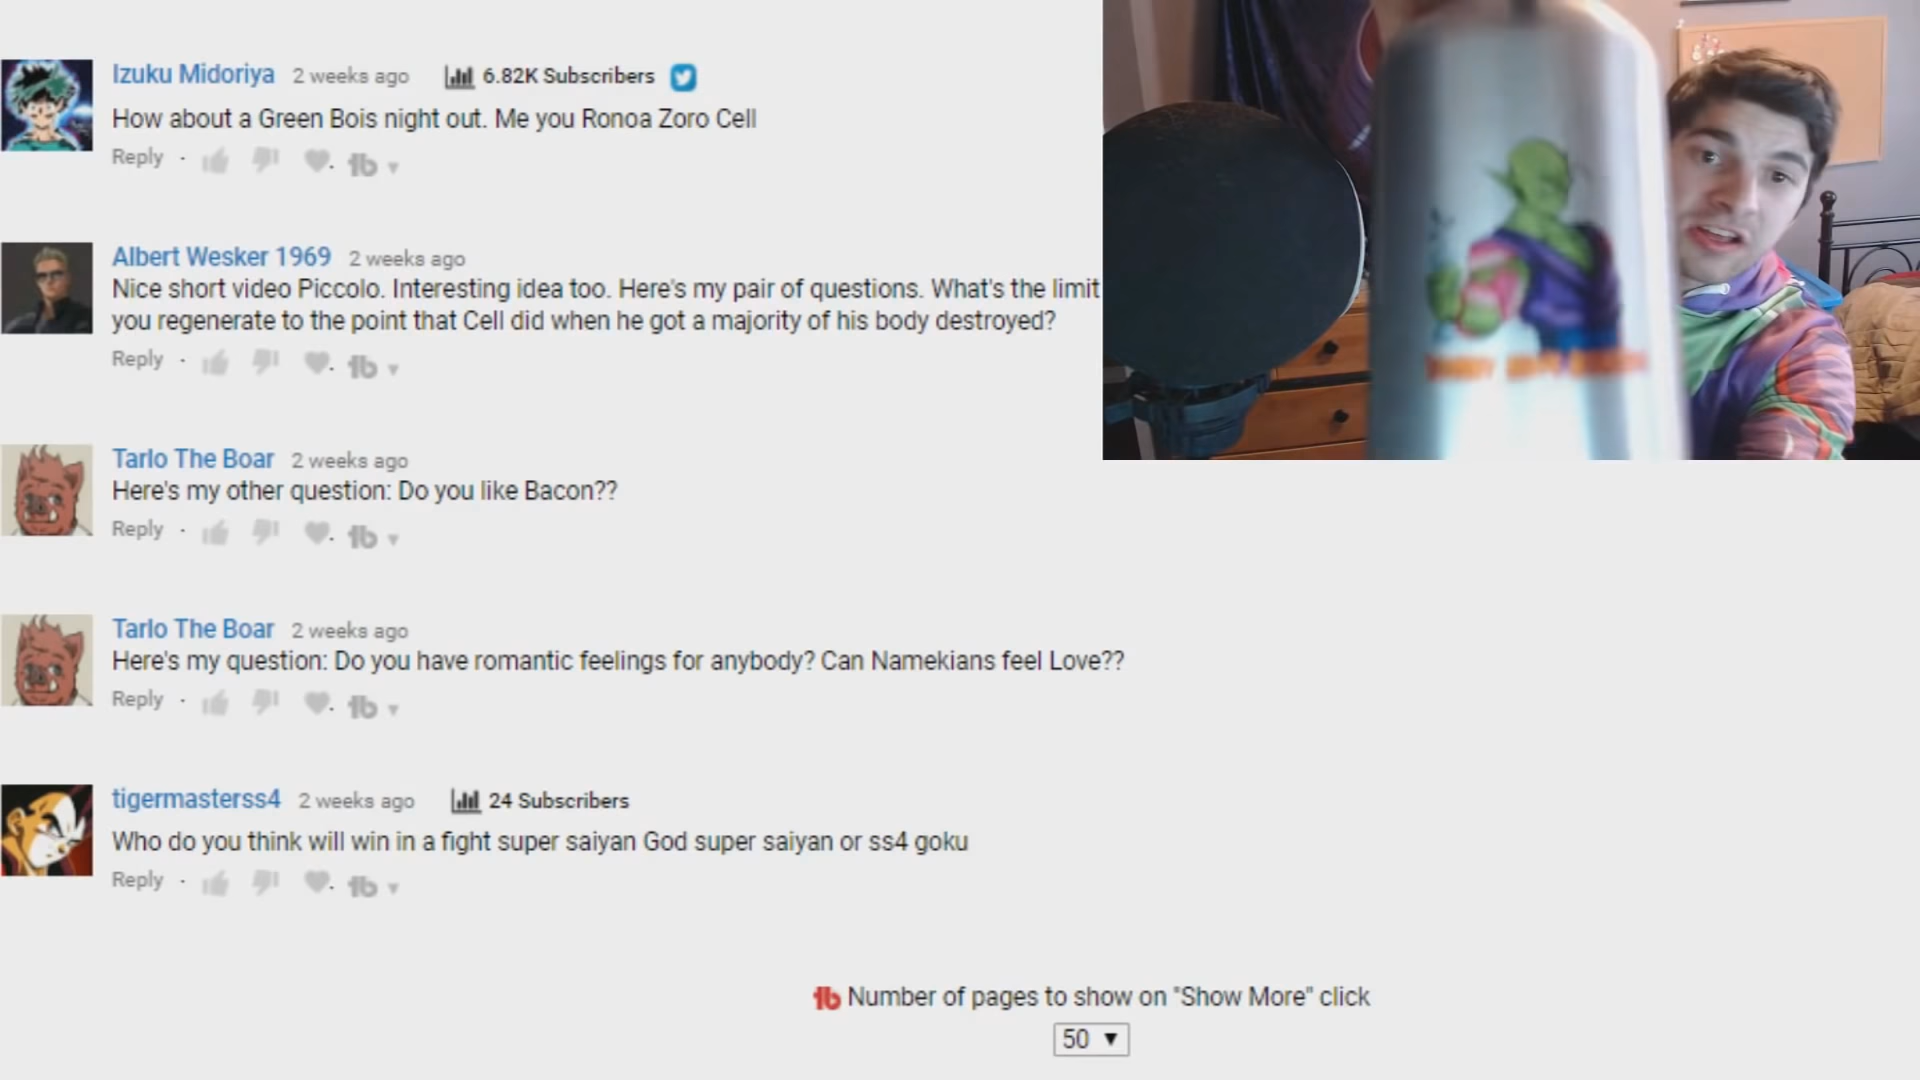 Izuku Midoriya 2 weeks ago 6.82K Subscribers
How about a Green Bois night out. Me you Ronoa Zoro Cell
Reply
Albert Wesker 1969 2 weeks ago
Nice short video Piccolo. Interesting idea too. Here's my pair of questions. What's the limit
you regenerate to the point that Cell did when he got a majority of his body destroyed?
Reply
Tarlo The Boar 2 weeks ago
Here's my other question: Do you like Bacon??
Reply
Tarlo The Boar 2 weeks ago
Here's my question: Do you have romantic feelings for anybody? Can Namekians feel Love??
Reply
tigermasterss4 2 weeks ago 24 Subscribers
Who do you think will win in a fight super saiyan God super saiyan or ss4 goku
Reply
Number of pages to show on "Show More" click
50